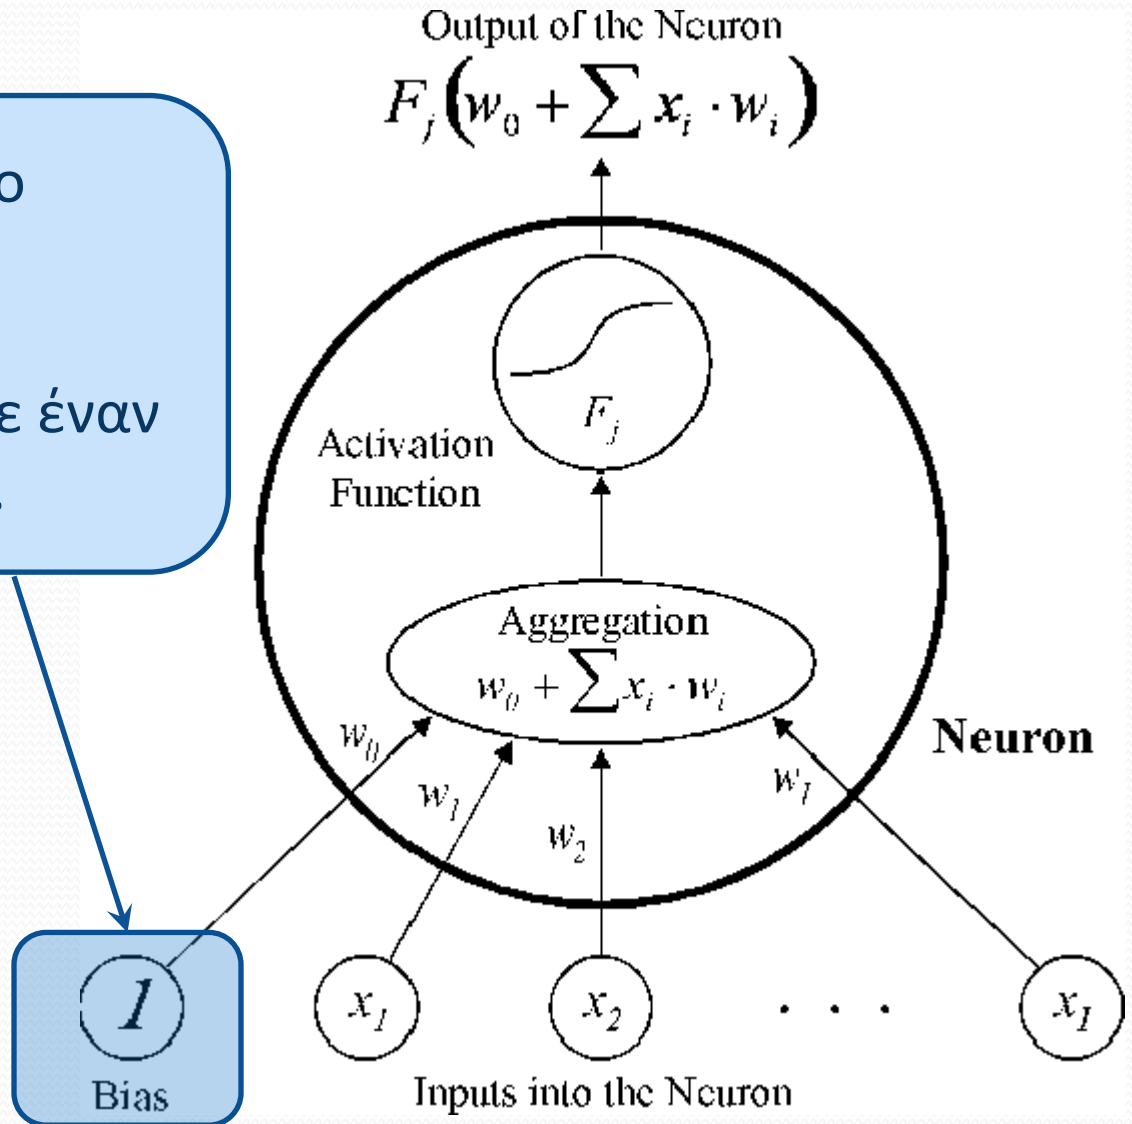 Output of the Neuron
F_j(w_0 + ∑ x_i · w_i)
ε έναν
F_j
Activation
Function
Aggregation
w_0 + ∑ x_i · w_i
Neuron
w_0
w_1
w_2
w_I
1
x_1
x_2
. . .
x_I
Bias
Inputs into the Neuron